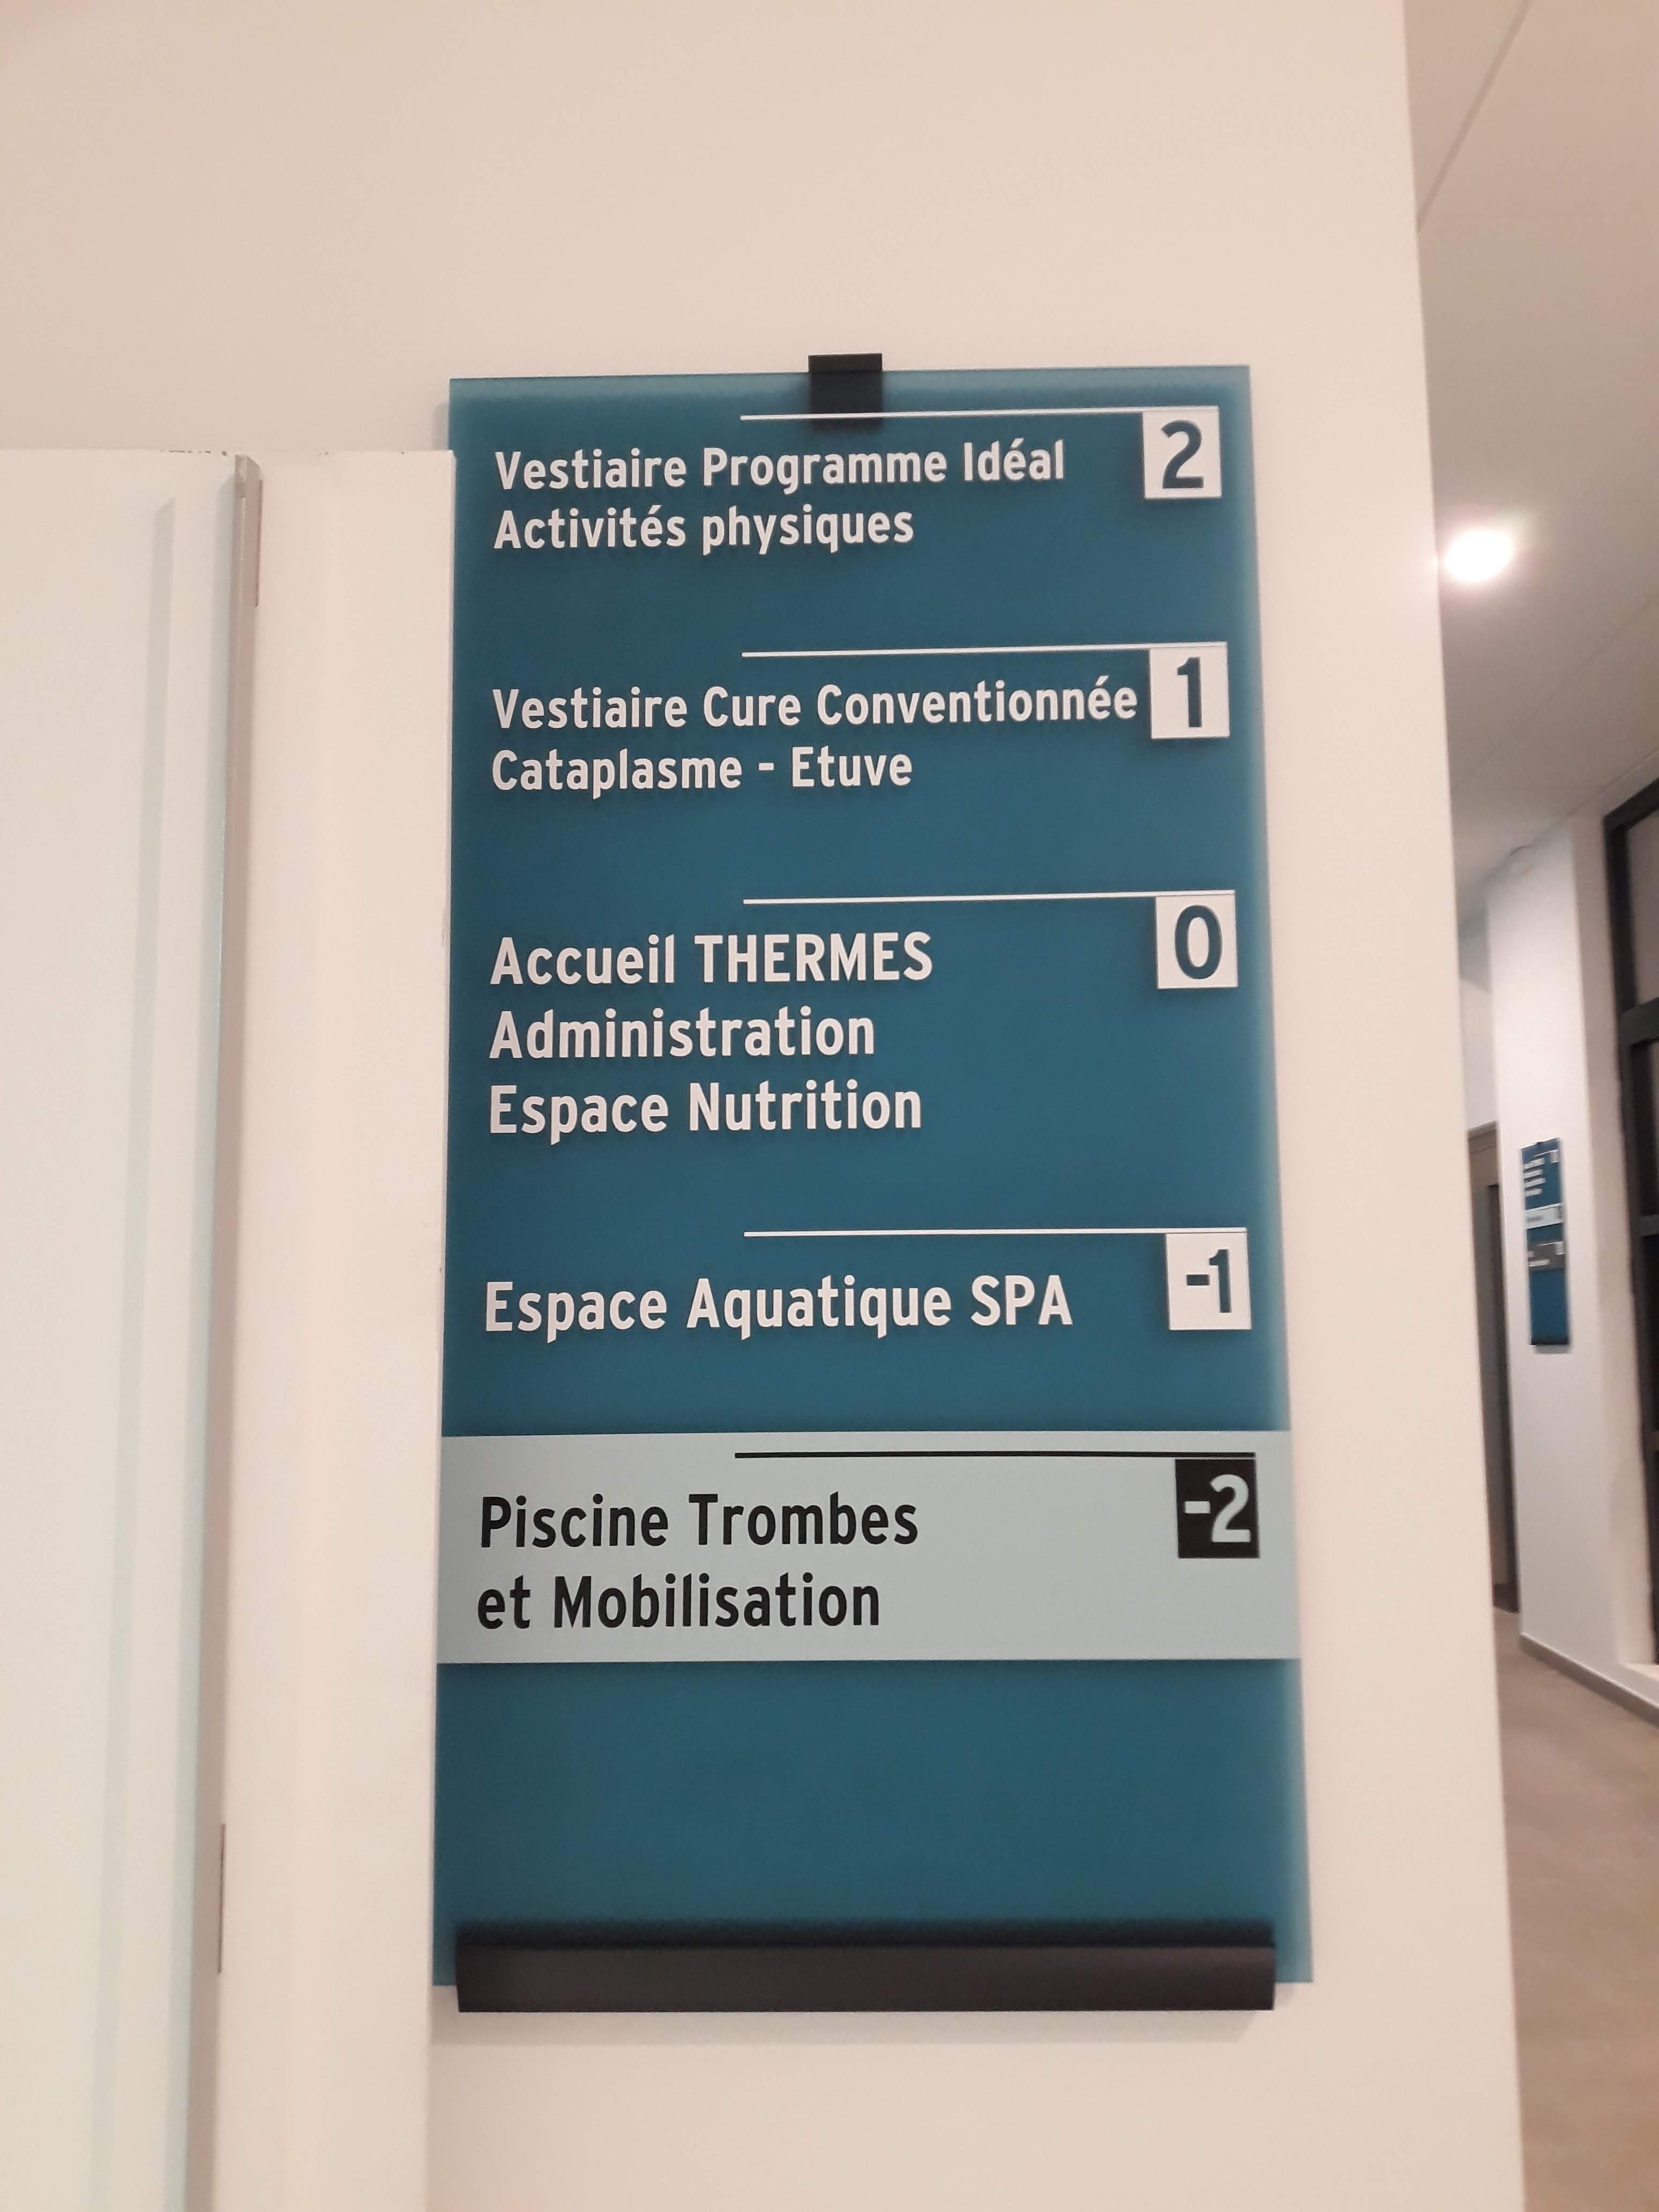 Vestiaire Programme Idéal 2
Activités physiques
Vestiaire Cure Conventionnée 1
Cataplasme - Etuve
Accueil THERMES 0
Administration
Espace Nutrition
Espace Aquatique SPA -1
Piscine Trombes -2
et Mobilisation